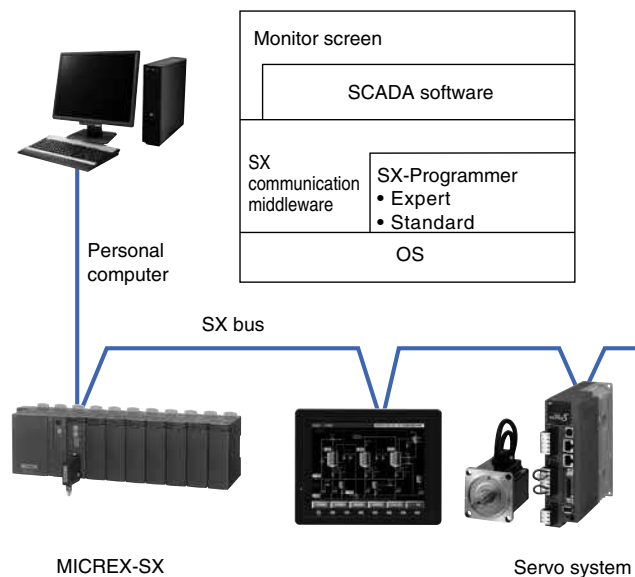 Monitor screen
SCADA software
SX
communication
middleware
SX-Programmer
• Expert
• Standard
OS
Personal
computer
SX bus
MICREX-SX
Servo system